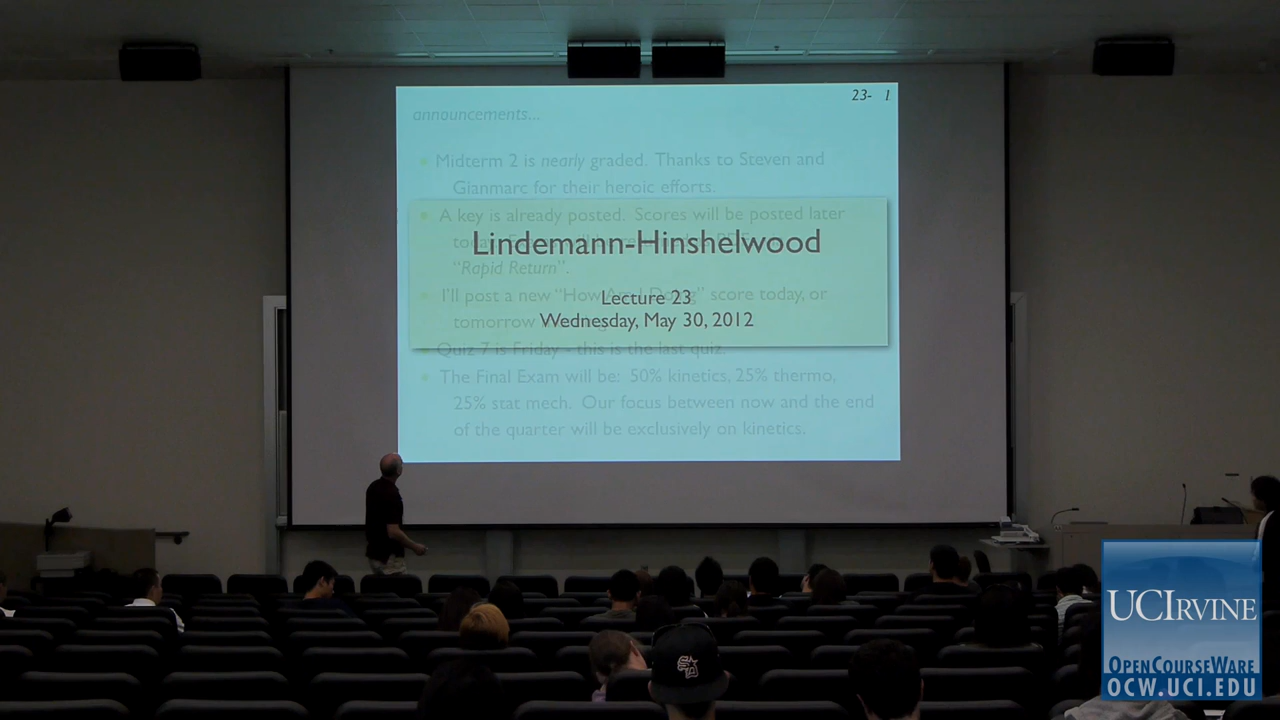 23- 1
announcements...
Midterm 2 is nearly graded. Thanks to Steven and
Gianmarc for their heroic efforts.
A key is already posted. Scores will be posted later
Lindemann-Hinshelwood
"Rapid Return".
I'll post a new "How Am I Doing" score today, or
Lecture 23
tomorrow
Wednesday, May 30, 2012
Quiz 7 is Friday - this is the last quiz.
The Final Exam will be: 50% kinetics, 25% thermo,
25% stat mech. Our focus between now and the end
of the quarter will be exclusively on kinetics.
UCIRVINE
OPENCOURSEWARE
OCW.UCI.EDU